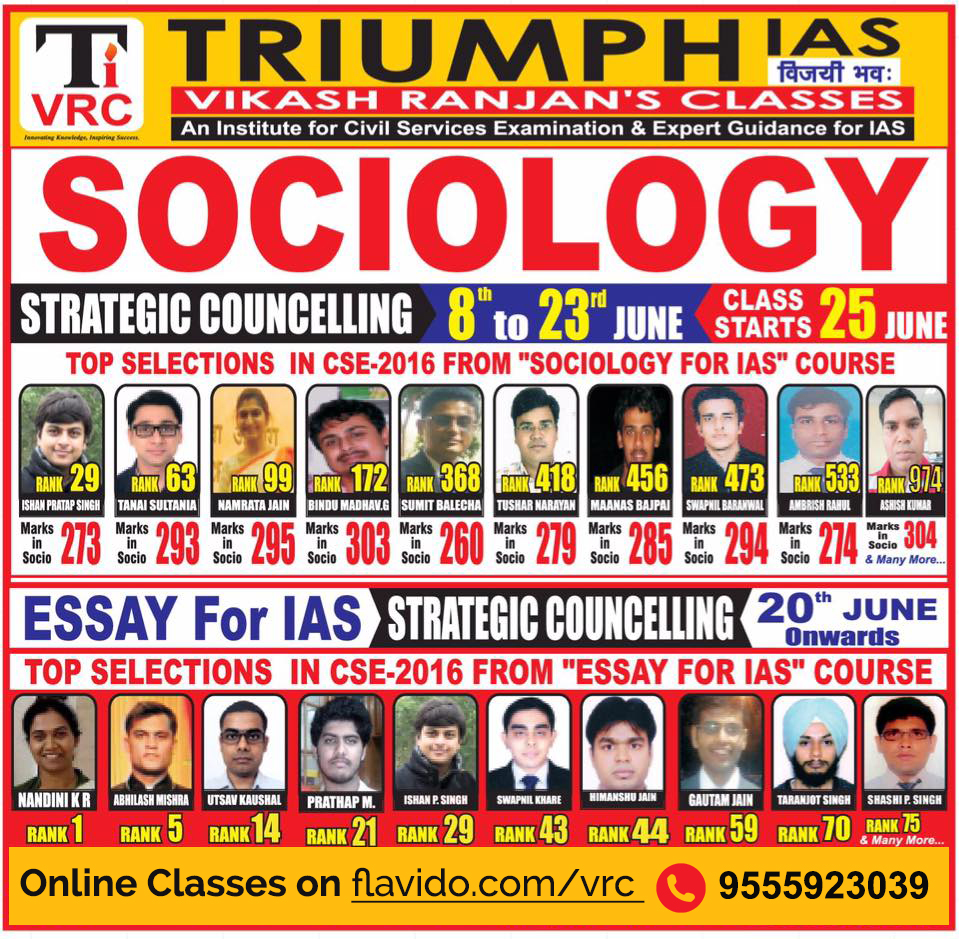 Ti
VRC
Innovating Knowledge, Inspiring Success.
TRIUMPH IAS
विजयी भवः
VIKASH RANJAN'S CLASSES
An Institute for Civil Services Examination & Expert Guidance for IAS
SOCIOLOGY
STRATEGIC COUNCELLING 8th to 23rd JUNE CLASS STARTS 25 JUNE
TOP SELECTIONS IN CSE-2016 FROM "SOCIOLOGY FOR IAS" COURSE
RANK 29 RANK 63 RANK 99 RANK 172 RANK 368 RANK 418 RANK 456 RANK 473 RANK 533 RANK 974
ISHAN PRATAP SINGH TANAI SULTANIA NAMRATA JAIN BINDU MADHAV.G SUMIT BALECHA TUSHAR NARAYAN MAANAS BAJPAI SWAPNIL BARANWAL AMBRISH RAHUL ASHISH KUMAR
Marks in Socio 273 Marks in Socio 293 Marks in Socio 295 Marks in Socio 303 Marks in Socio 260 Marks in Socio 279 Marks in Socio 285 Marks in Socio 294 Marks in Socio 274 Marks in Socio 304
& Many More...
ESSAY For IAS STRATEGIC COUNCELLING 20th JUNE Onwards
TOP SELECTIONS IN CSE-2016 FROM "ESSAY FOR IAS" COURSE
NANDINI K R ABHILASH MISHRA UTSAV KAUSHAL PRATHAP M. ISHAN P. SINGH SWAPNIL KHARE HIMANSHU JAIN GAUTAM JAIN TARANJOT SINGH SHASHI P. SINGH
RANK 1 RANK 5 RANK 14 RANK 21 RANK 29 RANK 43 RANK 44 RANK 59 RANK 70 RANK 75
& Many More...
Online Classes on flavido.com/vrc 9555923039